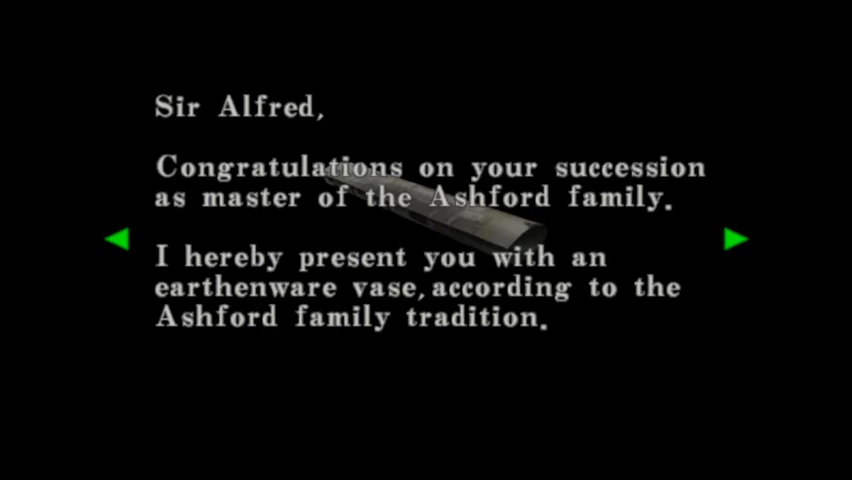 Sir Alfred,
Congratulations on your succession
as master of the Ashford family.
I hereby present you with an
earthenware vase, according to the
Ashford family tradition.